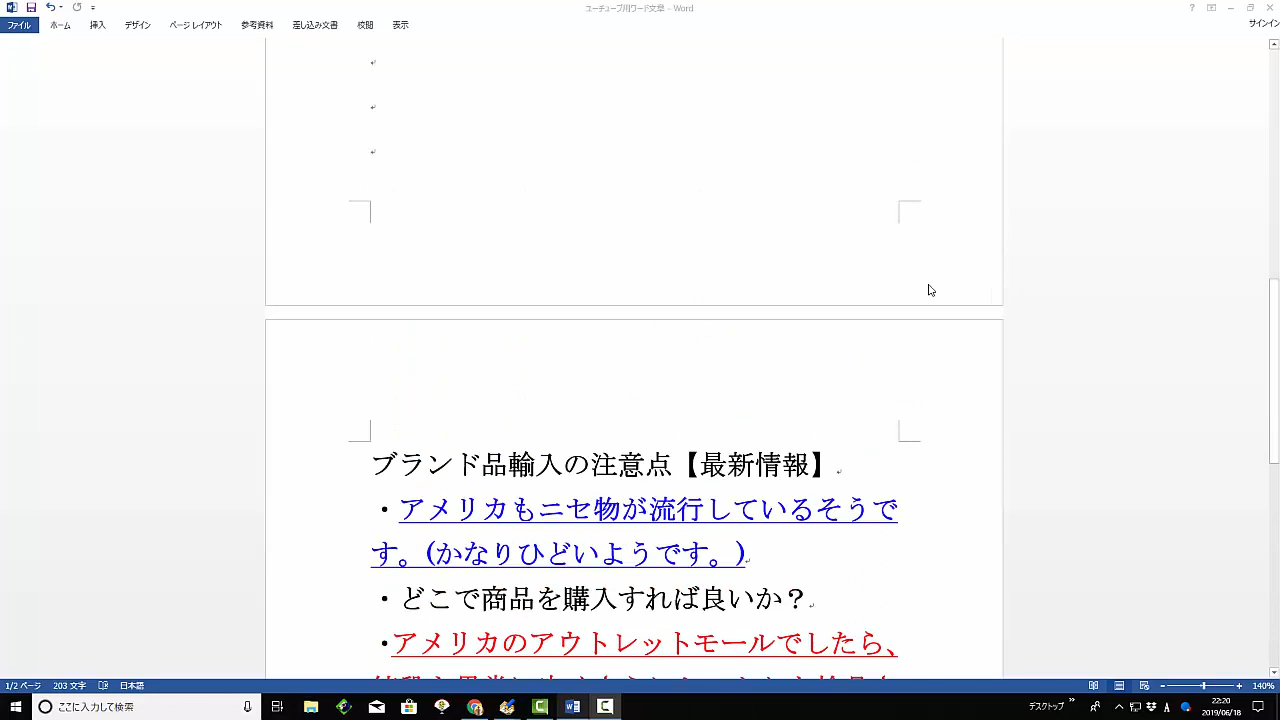 ユーチューブ用ワード文章 - Word
ファイル ホーム 挿入 デザイン ページ レイアウト 参考資料 差し込み文書 校閲 表示
サインイン
ブランド品輸入の注意点【最新情報】
・アメリカもニセ物が流行しているそうで
す。(かなりひどいようです。)
・どこで商品を購入すれば良いか？
・アメリカのアウトレットモールでしたら、
1/2 ページ 203 文字 日本語
140%
ここに入力して検索
デスクトップ
22:20
2019/06/18